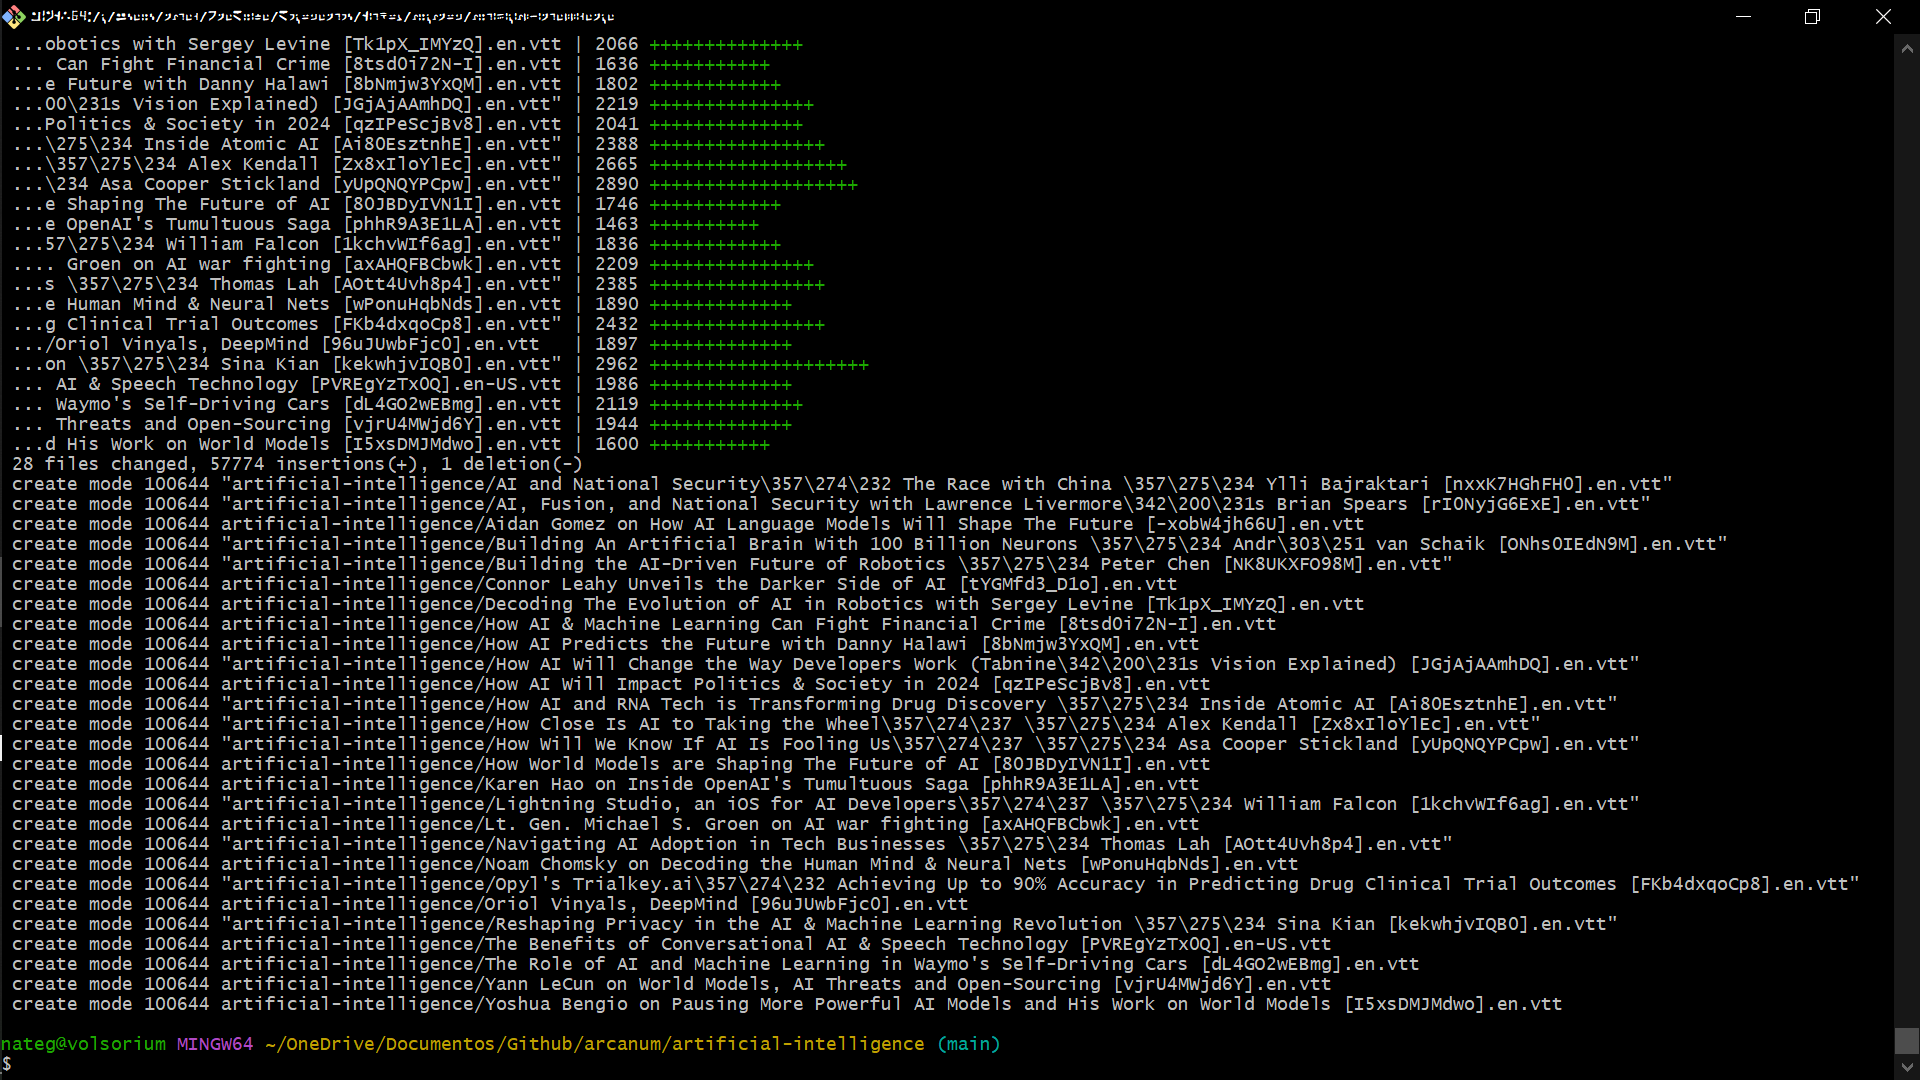 ...obotics with Sergey Levine [Tk1pX_IMYzQ].en.vtt | 2066 ++++++++++++++
... Can Fight Financial Crime [8tsd0i72N-I].en.vtt | 1636 +++++++++++
...e Future with Danny Halawi [8bNmjw3YxQM].en.vtt | 1802 ++++++++++++
...00\231s Vision Explained) [JGjAjAAmhDQ].en.vtt" | 2219 +++++++++++++++
...Politics & Society in 2024 [qzIPeScjBv8].en.vtt | 2041 ++++++++++++++
...\275\234 Inside Atomic AI [Ai80EsztnhE].en.vtt" | 2388 ++++++++++++++++
...\357\275\234 Alex Kendall [Zx8xIloYlEc].en.vtt" | 2665 ++++++++++++++++++
...\234 Asa Cooper Stickland [yUpQNQYPCpw].en.vtt" | 2890 +++++++++++++++++++
...e Shaping The Future of AI [8OJBDyIVN1I].en.vtt | 1746 ++++++++++++
...e OpenAI's Tumultuous Saga [phhR9A3E1LA].en.vtt | 1463 ++++++++++
...57\275\234 William Falcon [1kchvWIf6ag].en.vtt" | 1836 ++++++++++++
.... Groen on AI war fighting [axAHQFBCbwk].en.vtt | 2209 +++++++++++++++
...s \357\275\234 Thomas Lah [AOtt4Uvh8p4].en.vtt" | 2385 ++++++++++++++++
...e Human Mind & Neural Nets [wPonuHqbNds].en.vtt | 1890 +++++++++++++
...g Clinical Trial Outcomes [FKb4dxqoCp8].en.vtt" | 2432 ++++++++++++++++
.../Oriol Vinyals, DeepMind [96uJUwbFjc0].en.vtt | 1897 +++++++++++++
...on \357\275\234 Sina Kian [kekwhjvIQB0].en.vtt" | 2962 ++++++++++++++++++++
... AI & Speech Technology [PVREgYzTxOQ].en-US.vtt | 1986 +++++++++++++
... Waymo's Self-Driving Cars [dL4GO2wEBmg].en.vtt | 2119 ++++++++++++++
... Threats and Open-Sourcing [vjrU4MWjd6Y].en.vtt | 1944 +++++++++++++
...d His Work on World Models [I5xsDMJMdwo].en.vtt | 1600 +++++++++++
28 files changed, 57774 insertions(+), 1 deletion(-)
create mode 100644 "artificial-intelligence/AI and National Security\357\274\232 The Race with China \357\275\234 Ylli Bajraktari [nxxK7HGhFH0].en.vtt"
create mode 100644 "artificial-intelligence/AI, Fusion, and National Security with Lawrence Livermore\342\200\231s Brian Spears [rI0NyjG6ExE].en.vtt"
create mode 100644 artificial-intelligence/Aidan Gomez on How AI Language Models Will Shape The Future [-xobW4jh66U].en.vtt
create mode 100644 "artificial-intelligence/Building An Artificial Brain With 100 Billion Neurons \357\275\234 Andr\303\251 van Schaik [ONhs0IEdN9M].en.vtt"
create mode 100644 "artificial-intelligence/Building the AI-Driven Future of Robotics \357\275\234 Peter Chen [NK8UKXFO98M].en.vtt"
create mode 100644 artificial-intelligence/Connor Leahy Unveils the Darker Side of AI [tYGMfd3_D1o].en.vtt
create mode 100644 artificial-intelligence/Decoding The Evolution of AI in Robotics with Sergey Levine [Tk1pX_IMYzQ].en.vtt
create mode 100644 artificial-intelligence/How AI & Machine Learning Can Fight Financial Crime [8tsd0i72N-I].en.vtt
create mode 100644 artificial-intelligence/How AI Predicts the Future with Danny Halawi [8bNmjw3YxQM].en.vtt
create mode 100644 "artificial-intelligence/How AI Will Change the Way Developers Work (Tabnine\342\200\231s Vision Explained) [JGjAjAAmhDQ].en.vtt"
create mode 100644 artificial-intelligence/How AI Will Impact Politics & Society in 2024 [qzIPeScjBv8].en.vtt
create mode 100644 "artificial-intelligence/How AI and RNA Tech is Transforming Drug Discovery \357\275\234 Inside Atomic AI [Ai80EsztnhE].en.vtt"
create mode 100644 "artificial-intelligence/How Close Is AI to Taking the Wheel\357\274\237 \357\275\234 Alex Kendall [Zx8xIloYlEc].en.vtt"
create mode 100644 "artificial-intelligence/How Will We Know If AI Is Fooling Us\357\274\237 \357\275\234 Asa Cooper Stickland [yUpQNQYPCpw].en.vtt"
create mode 100644 artificial-intelligence/How World Models are Shaping The Future of AI [8OJBDyIVN1I].en.vtt
create mode 100644 artificial-intelligence/Karen Hao on Inside OpenAI's Tumultuous Saga [phhR9A3E1LA].en.vtt
create mode 100644 "artificial-intelligence/Lightning Studio, an iOS for AI Developers\357\274\237 \357\275\234 William Falcon [1kchvWIf6ag].en.vtt"
create mode 100644 artificial-intelligence/Lt. Gen. Michael S. Groen on AI war fighting [axAHQFBCbwk].en.vtt
create mode 100644 "artificial-intelligence/Navigating AI Adoption in Tech Businesses \357\275\234 Thomas Lah [AOtt4Uvh8p4].en.vtt"
create mode 100644 artificial-intelligence/Noam Chomsky on Decoding the Human Mind & Neural Nets [wPonuHqbNds].en.vtt
create mode 100644 "artificial-intelligence/Opyl's Trialkey.ai\357\274\232 Achieving Up to 90% Accuracy in Predicting Drug Clinical Trial Outcomes [FKb4dxqoCp8].en.vtt"
create mode 100644 artificial-intelligence/Oriol Vinyals, DeepMind [96uJUwbFjc0].en.vtt
create mode 100644 "artificial-intelligence/Reshaping Privacy in the AI & Machine Learning Revolution \357\275\234 Sina Kian [kekwhjvIQB0].en.vtt"
create mode 100644 artificial-intelligence/The Benefits of Conversational AI & Speech Technology [PVREgYzTxOQ].en-US.vtt
create mode 100644 artificial-intelligence/The Role of AI and Machine Learning in Waymo's Self-Driving Cars [dL4GO2wEBmg].en.vtt
create mode 100644 artificial-intelligence/Yann LeCun on World Models, AI Threats and Open-Sourcing [vjrU4MWjd6Y].en.vtt
create mode 100644 artificial-intelligence/Yoshua Bengio on Pausing More Powerful AI Models and His Work on World Models [I5xsDMJMdwo].en.vtt
nateg@volsorium MINGW64 ~/OneDrive/Documentos/Github/arcanum/artificial-intelligence (main)
$